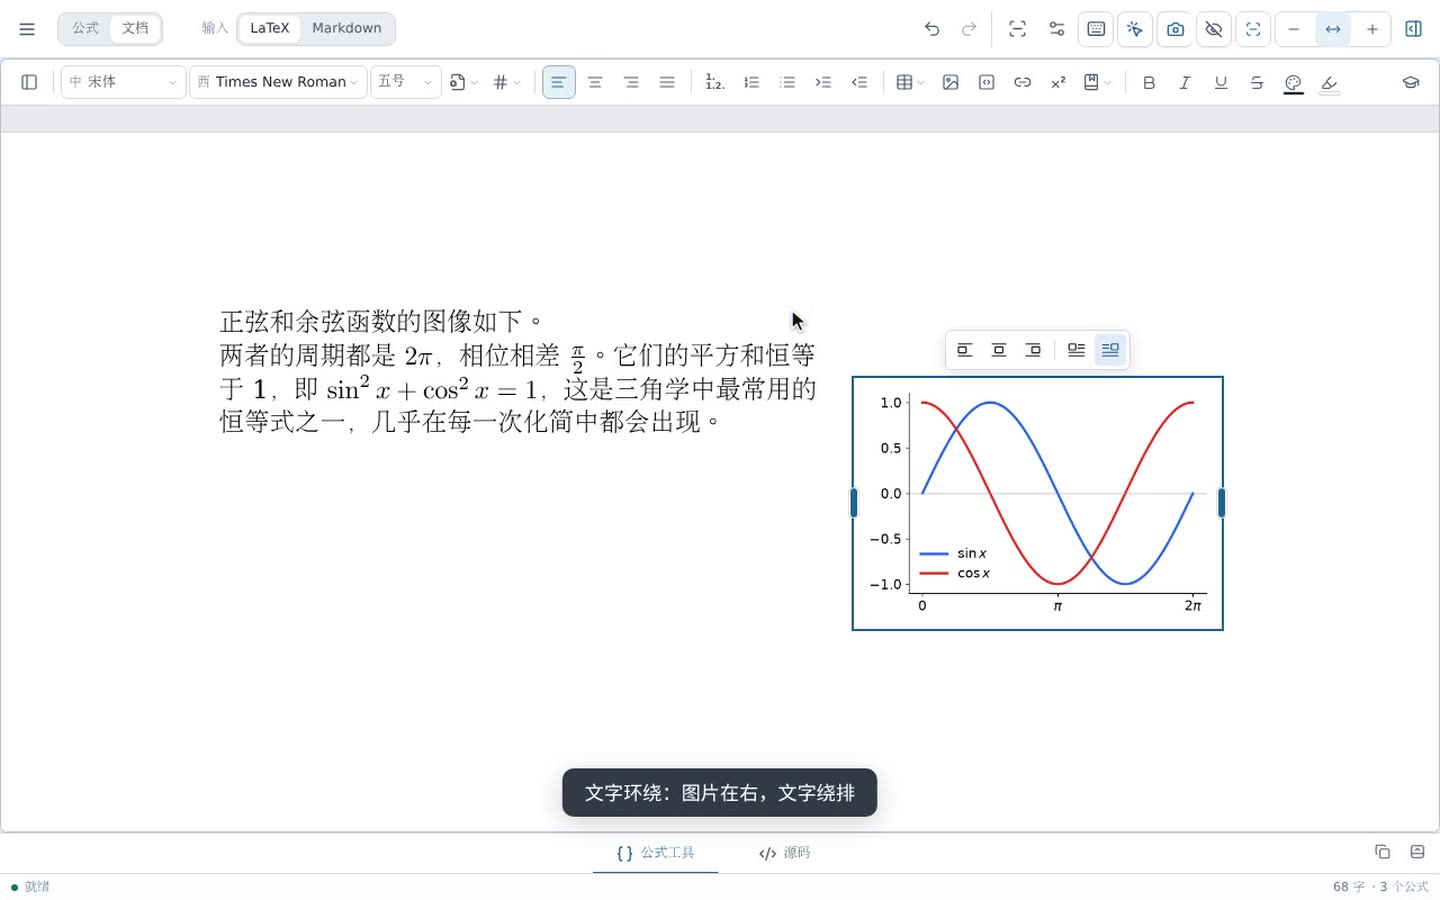 公式 文档 输入 LaTeX Markdown
中 宋体 西 Times New Roman 五号
正弦和余弦函数的图像如下。
两者的周期都是 2π，相位相差 π/2。它们的平方和恒等
于 1，即 sin² x + cos² x = 1，这是三角学中最常用的
恒等式之一，几乎在每一次化简中都会出现。
1.0
0.5
0.0
−0.5
−1.0
sin x
cos x
0 π 2π
文字环绕：图片在右，文字绕排
{} 公式工具 </> 源码
就绪 68 字 · 3 个公式